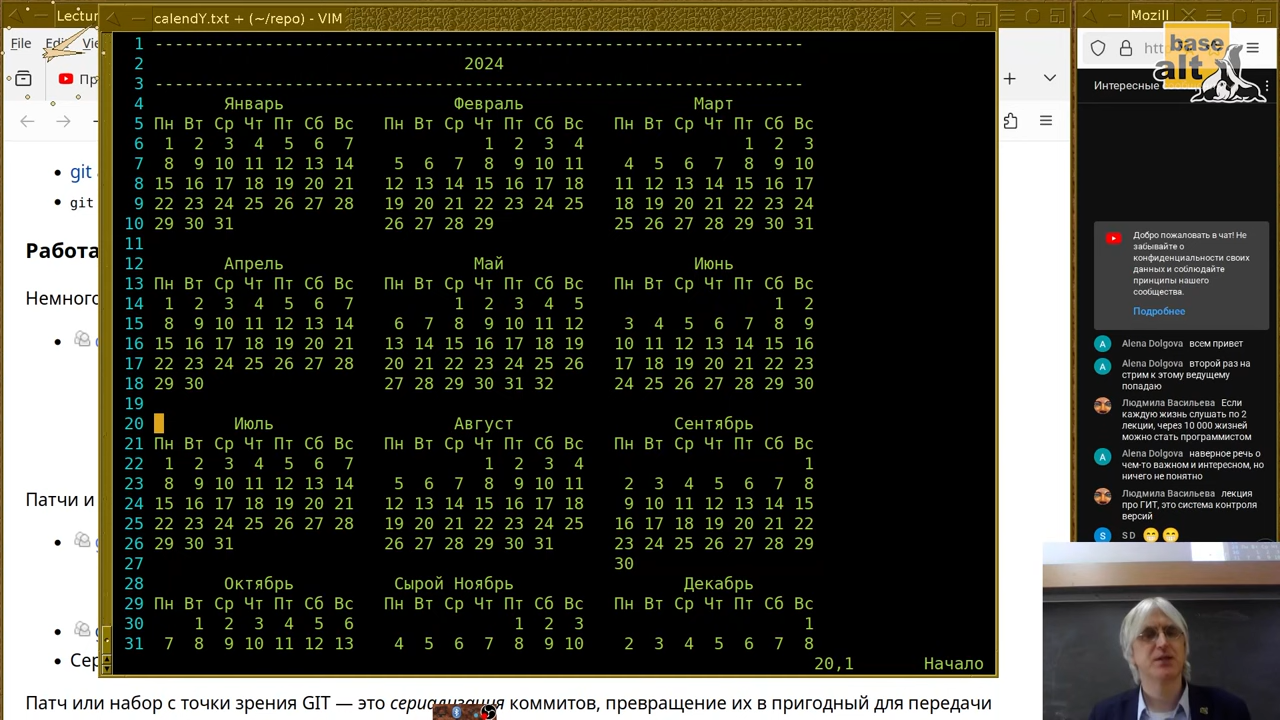 Lectur
calendY.txt + (~/repo) - VIM
Mozill
File Edi Vie
base
alt
htt
Пр
Интересные
1 -----------------------------------------------------------------
2 2024
3 -----------------------------------------------------------------
4 Январь Февраль Март
5 Пн Вт Ср Чт Пт Сб Вс Пн Вт Ср Чт Пт Сб Вс Пн Вт Ср Чт Пт Сб Вс
6 1 2 3 4 5 6 7 1 2 3 4 1 2 3
7 8 9 10 11 12 13 14 5 6 7 8 9 10 11 4 5 6 7 8 9 10
8 15 16 17 18 19 20 21 12 13 14 15 16 17 18 11 12 13 14 15 16 17
9 22 23 24 25 26 27 28 19 20 21 22 23 24 25 18 19 20 21 22 23 24
10 29 30 31 26 27 28 29 25 26 27 28 29 30 31
11
12 Апрель Май Июнь
13 Пн Вт Ср Чт Пт Сб Вс Пн Вт Ср Чт Пт Сб Вс Пн Вт Ср Чт Пт Сб Вс
14 1 2 3 4 5 6 7 1 2 3 4 5 1 2
15 8 9 10 11 12 13 14 6 7 8 9 10 11 12 3 4 5 6 7 8 9
16 15 16 17 18 19 20 21 13 14 15 16 17 18 19 10 11 12 13 14 15 16
17 22 23 24 25 26 27 28 20 21 22 23 24 25 26 17 18 19 20 21 22 23
18 29 30 27 28 29 30 31 32 24 25 26 27 28 29 30
19
20 Июль Август Сентябрь
21 Пн Вт Ср Чт Пт Сб Вс Пн Вт Ср Чт Пт Сб Вс Пн Вт Ср Чт Пт Сб Вс
22 1 2 3 4 5 6 7 1 2 3 4 1
23 8 9 10 11 12 13 14 5 6 7 8 9 10 11 2 3 4 5 6 7 8
24 15 16 17 18 19 20 21 12 13 14 15 16 17 18 9 10 11 12 13 14 15
25 22 23 24 25 26 27 28 19 20 21 22 23 24 25 16 17 18 19 20 21 22
26 29 30 31 26 27 28 29 30 31 23 24 25 26 27 28 29
27 30
28 Октябрь Сырой Ноябрь Декабрь
29 Пн Вт Ср Чт Пт Сб Вс Пн Вт Ср Чт Пт Сб Вс Пн Вт Ср Чт Пт Сб Вс
30 1 2 3 4 5 6 1 2 3 1
31 7 8 9 10 11 12 13 4 5 6 7 8 9 10 2 3 4 5 6 7 8
20,1 Начало
git
git
Работа
Немного
Патчи и
Сер
Патч или набор с точки зрения GIT — это сериализация коммитов, превращение их в пригодный для передачи
Добро пожаловать в чат! Не
забывайте о
конфиденциальности своих
данных и соблюдайте
принципы нашего
сообщества.
Подробнее
A Alena Dolgova всем привет
A Alena Dolgova второй раз на
стрим к этому ведущему
попадаю
Людмила Васильева Если
каждую жизнь слушать по 2
лекции, через 10 000 жизней
можно стать программистом
A Alena Dolgova наверное речь о
чем-то важном и интересном, но
ничего не понятно
Людмила Васильева лекция
про ГИТ, это система контроля
версий
S S D